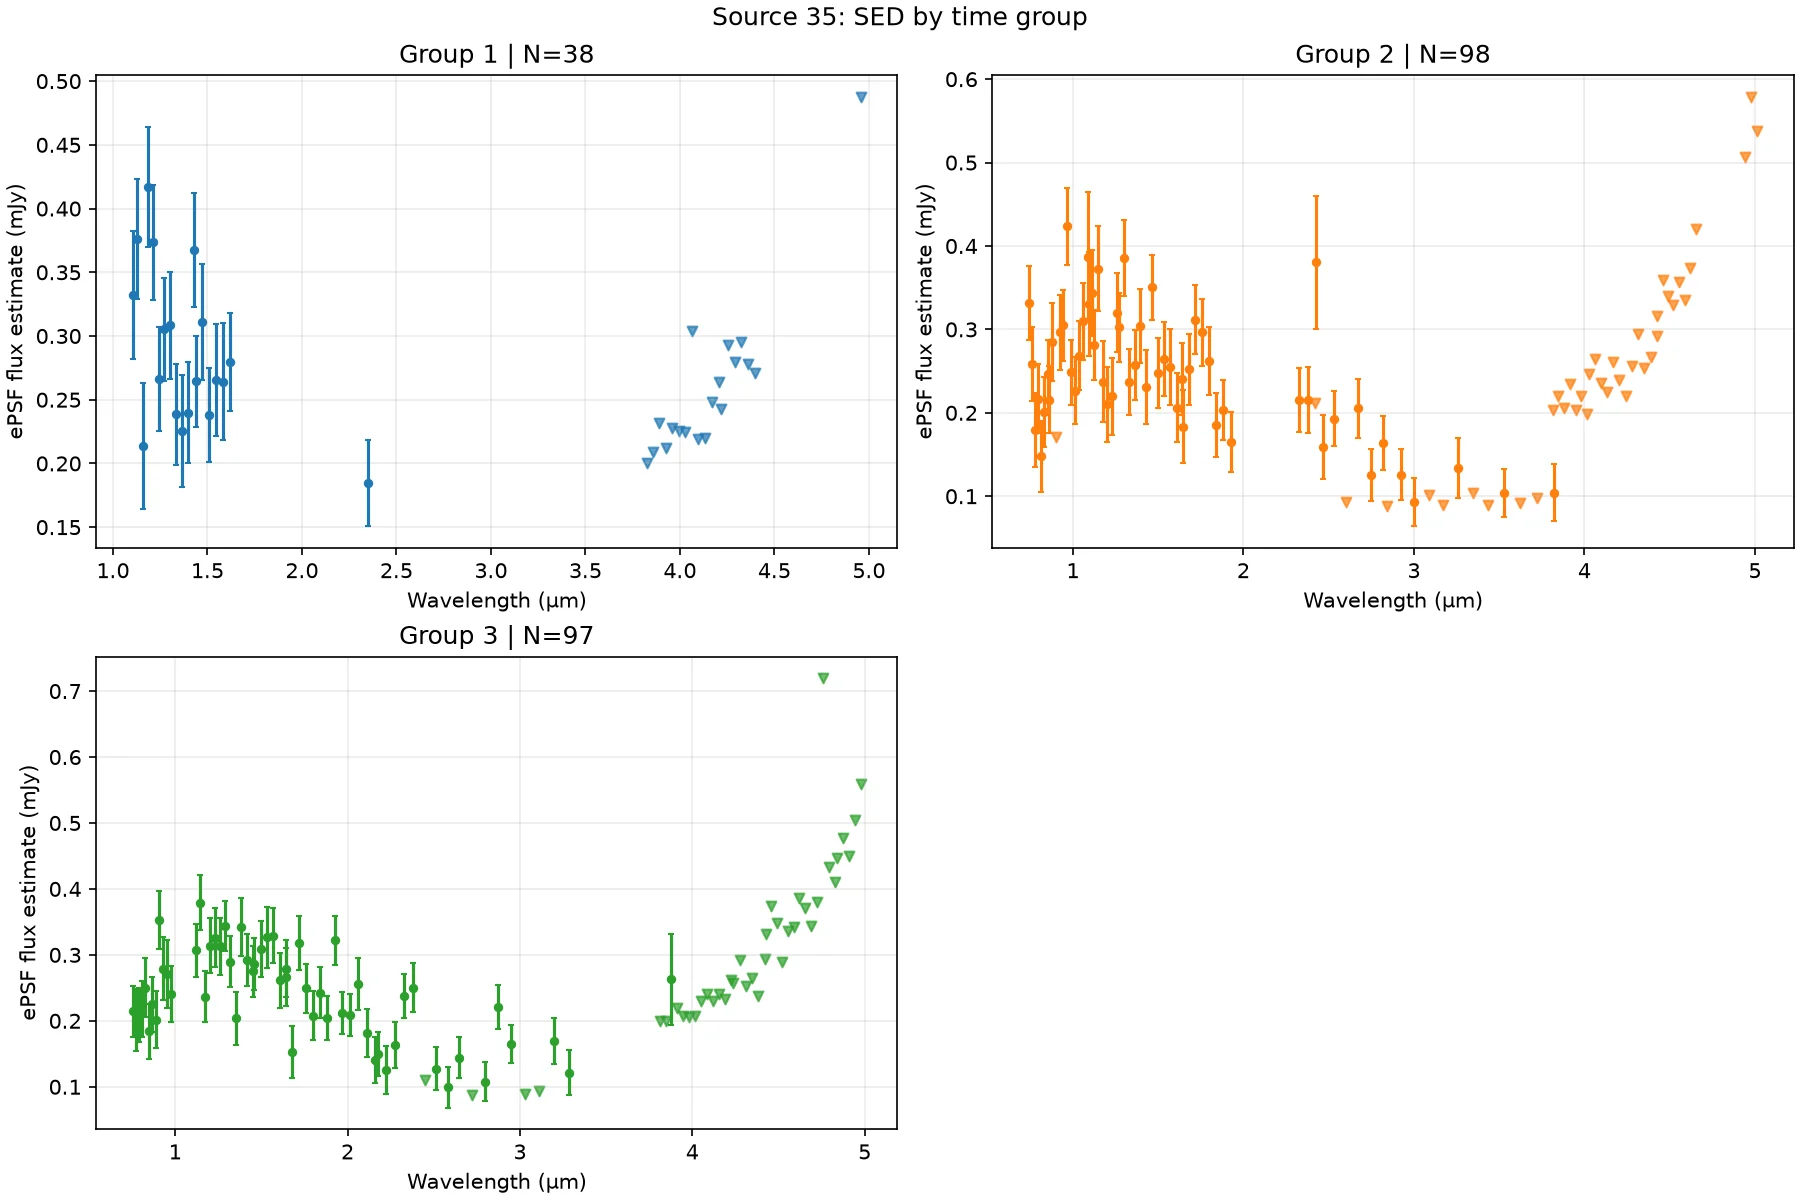 Source 35: SED by time group
Group 1 | N=38
ePSF flux estimate (mJy)
0.50
0.45
0.40
0.35
0.30
0.25
0.20
0.15
1.0 1.5 2.0 2.5 3.0 3.5 4.0 4.5 5.0
Wavelength (µm)
Group 2 | N=98
ePSF flux estimate (mJy)
0.6
0.5
0.4
0.3
0.2
0.1
1 2 3 4 5
Wavelength (µm)
Group 3 | N=97
ePSF flux estimate (mJy)
0.7
0.6
0.5
0.4
0.3
0.2
0.1
1 2 3 4 5
Wavelength (µm)